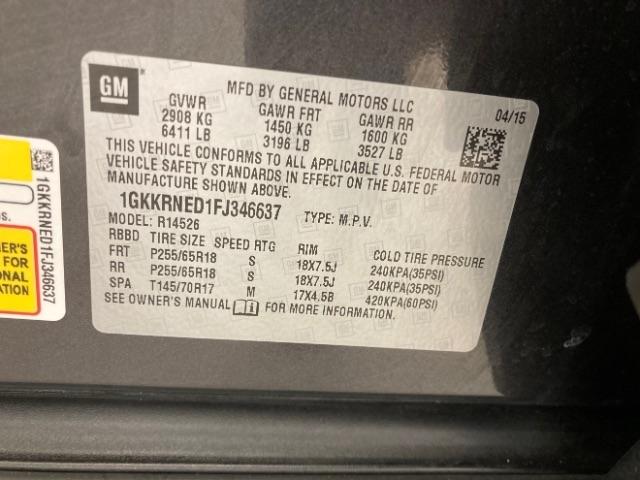 GM
MFD BY GENERAL MOTORS LLC
04/15
GVWR GAWR FRT GAWR RR
2908 KG 1450 KG 1600 KG
6411 LB 3196 LB 3527 LB
THIS VEHICLE CONFORMS TO ALL APPLICABLE U.S. FEDERAL MOTOR
VEHICLE SAFETY STANDARDS IN EFFECT ON THE DATE OF
MANUFACTURE SHOWN ABOVE.
1GKKRNED1FJ346637 TYPE: M.P.V.
MODEL: R14526
RBBD TIRE SIZE SPEED RTG RIM COLD TIRE PRESSURE
FRT P255/65R18 S 18X7.5J 240KPA(35PSI)
RR P255/65R18 S 18X7.5J 240KPA(35PSI)
SPA T145/70R17 M 17X4.5B 420KPA(60PSI)
SEE OWNER'S MANUAL FOR MORE INFORMATION.
1GKKRNED1FJ346637
S.
ER'S
FOR
ONAL
TION